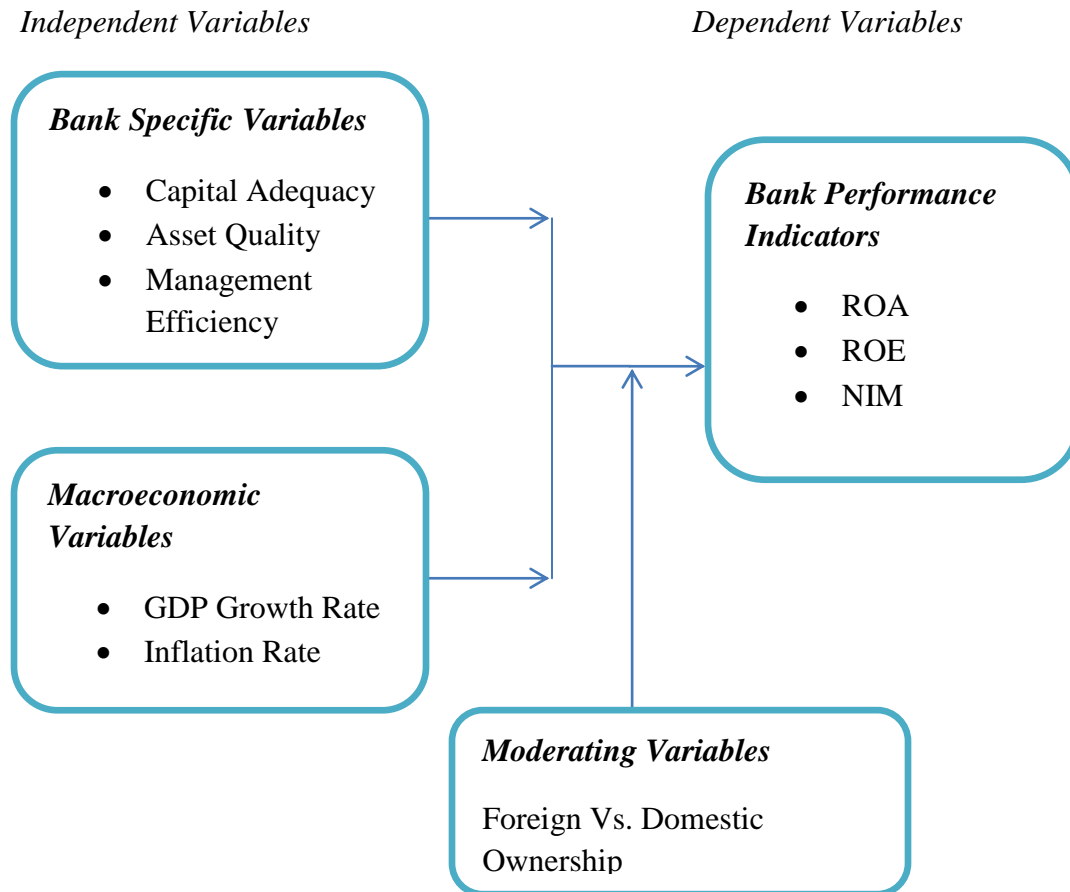 Independent Variables
Dependent Variables
Bank Specific Variables
• Capital Adequacy
• Asset Quality
• Management
Efficiency
Bank Performance
Indicators
• ROA
• ROE
• NIM
Macroeconomic
Variables
• GDP Growth Rate
• Inflation Rate
Moderating Variables
Foreign Vs. Domestic
Ownership